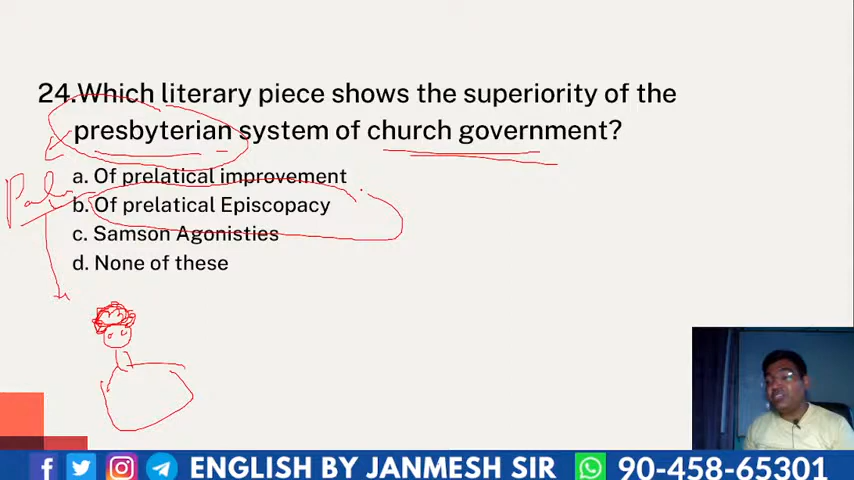 24.Which literary piece shows the superiority of the
presbyterian system of church government?
a. Of prelatical improvement
b. Of prelatical Episcopacy
c. Samson Agonisties
d. None of these
ENGLISH BY JANMESH SIR 90-458-65301